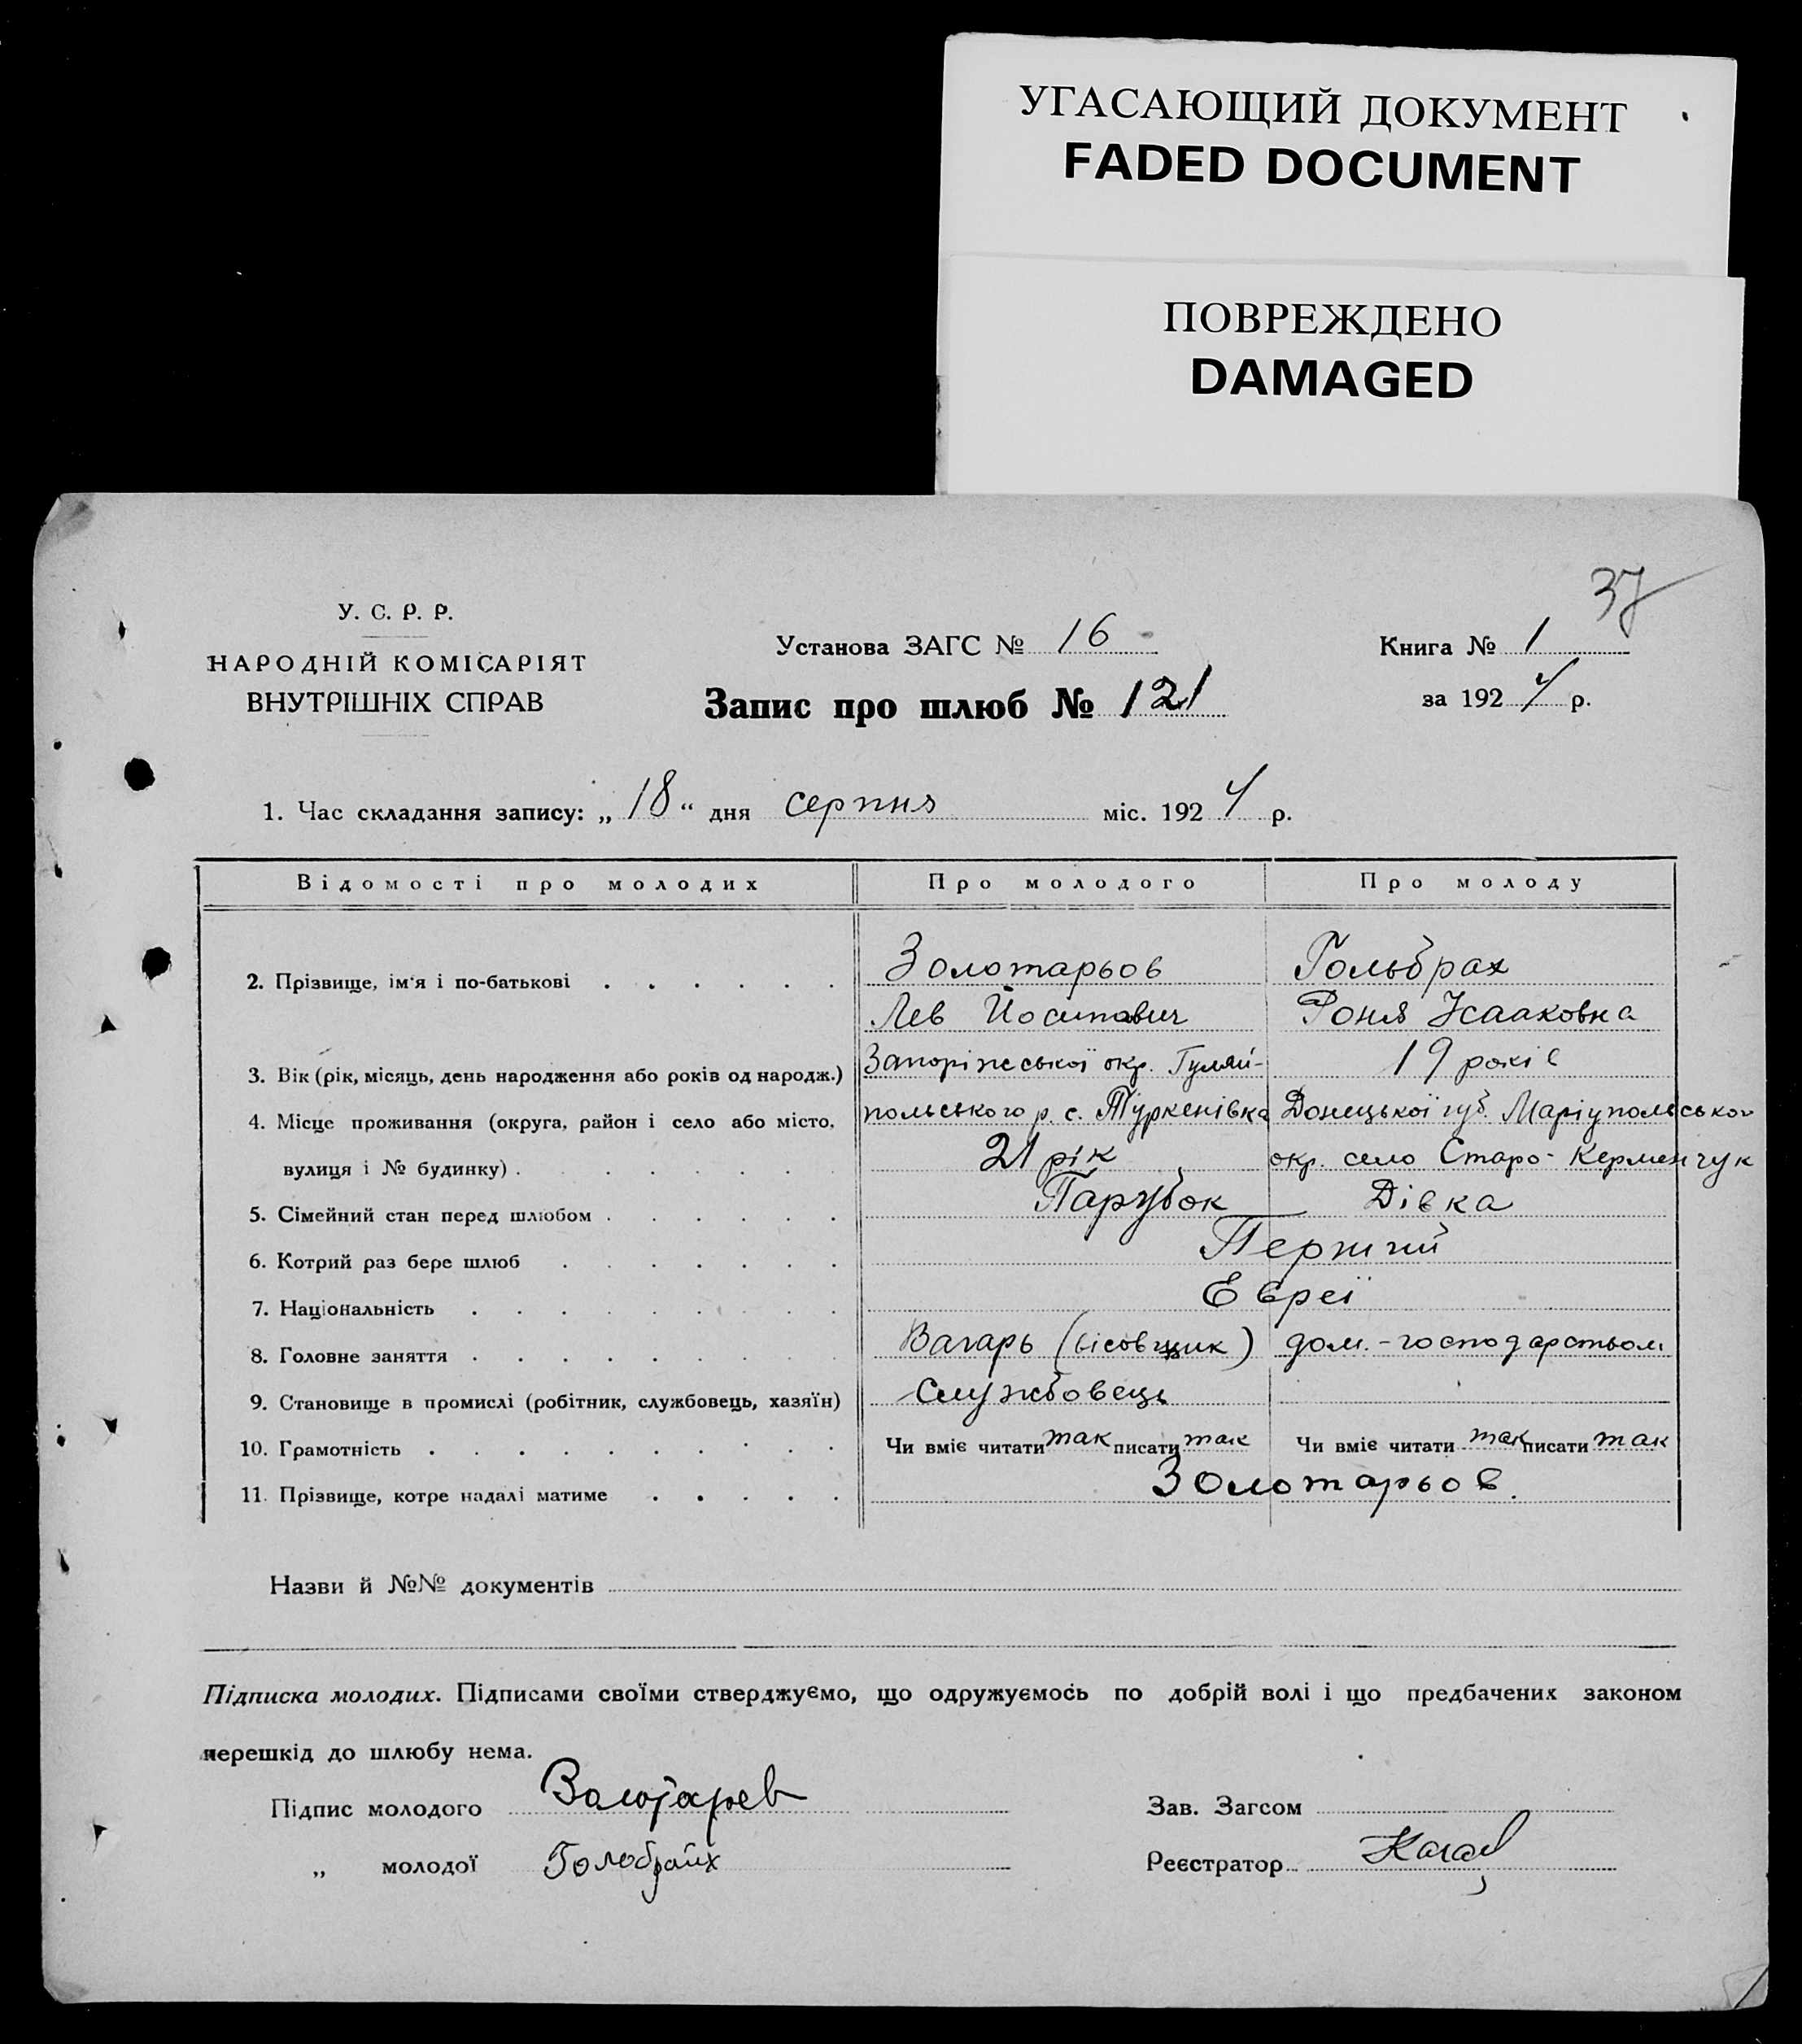 УГАСАЮЩИЙ ДОКУМЕНТ
FADED DOCUMENT
ПОВРЕЖДЕНО
DAMAGED
37
У. С. Р. Р.
НАРОДНІЙ КОМІСАРІЯТ
ВНУТРІШНІХ СПРАВ
Установа ЗАГС № 16
Запис про шлюб № 121
Книга № 1
за 1924 р.
1. Час складання запису: „ 18 “ дня серпня міс. 1924 р.
Відомості про молодих Про молодого Про молоду
2. Прізвище, ім'я і по-батькові Золотарьов Гольбрах
Лев Йосипович Роня Ісааковна
3. Вік (рік, місяць, день народження або років од народж.) Запоріжської окр. Гуляй- 19 років
4. Місце проживання (округа, район і село або місто, польського р. с. Туркенівка Донецької губ. Маріупольської
вулиця і № будинку) 21 рік окр. село Старо-Керменчук
5. Сімейний стан перед шлюбом Парубок Дівка
6. Котрий раз бере шлюб Перший
7. Національність Євреї
8. Головне заняття Вагарь (вісовщик) дом.-господарством
9. Становище в промислі (робітник, службовець, хазяїн) Службовець
10. Грамотність Чи вміє читати так писати так Чи вміє читати так писати так
11. Прізвище, котре надалі матиме Золотарьов.
Назви й №№ документів
Підписка молодих. Підписами своїми стверджуємо, що одружуємось по добрій волі і що предбачених законом
перешкід до шлюбу нема.
Підпис молодого Золотарев Зав. Загсом
„ молодої Голобрайх Реєстратор